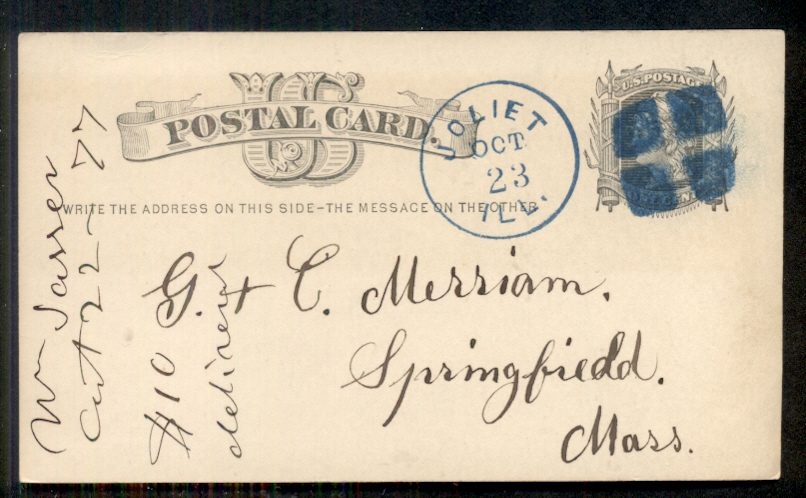 U.S. POSTAGE
US
POSTAL CARD
WRITE THE ADDRESS ON THIS SIDE-THE MESSAGE ON THE OTHER
JOLIET
OCT
23
ILL.
G. & C. Merriam.
Springfield.
Mass.
Wm
Oct 22 - 77
$10
delivered